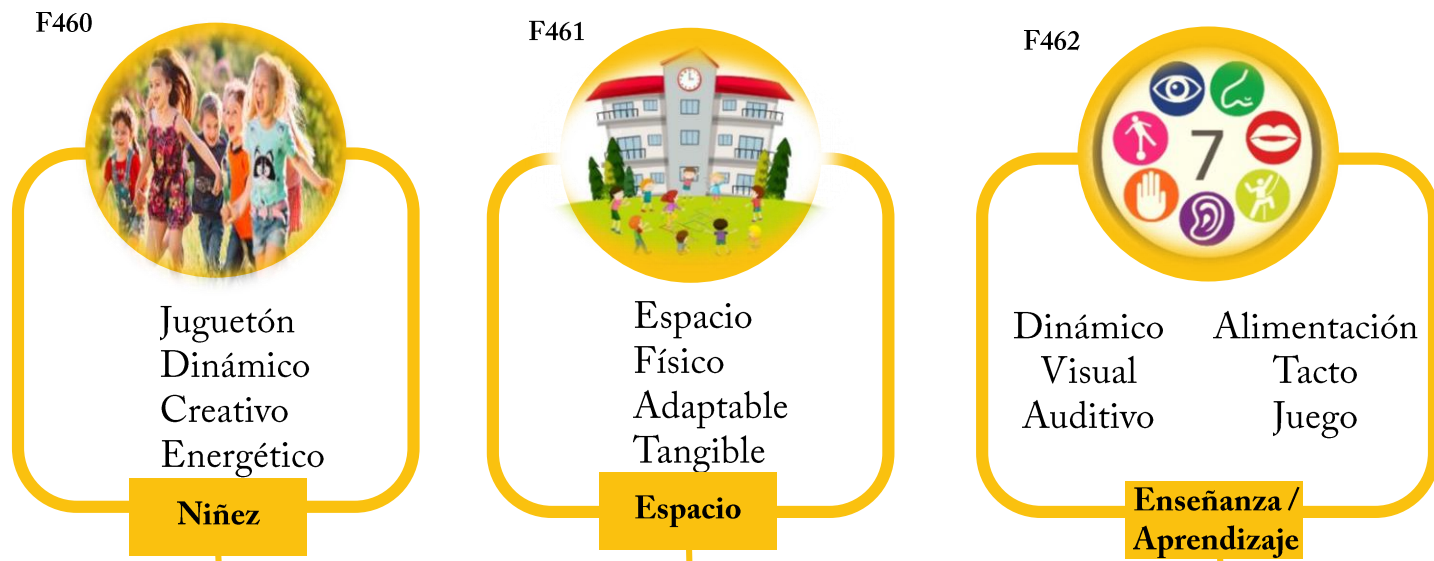 F460
Juguetón
Dinámico
Creativo
Energético
Niñez
F461
Espacio
Físico
Adaptable
Tangible
Espacio
F462
7
Dinámico
Visual
Auditivo
Alimentación
Tacto
Juego
Enseñanza /
Aprendizaje